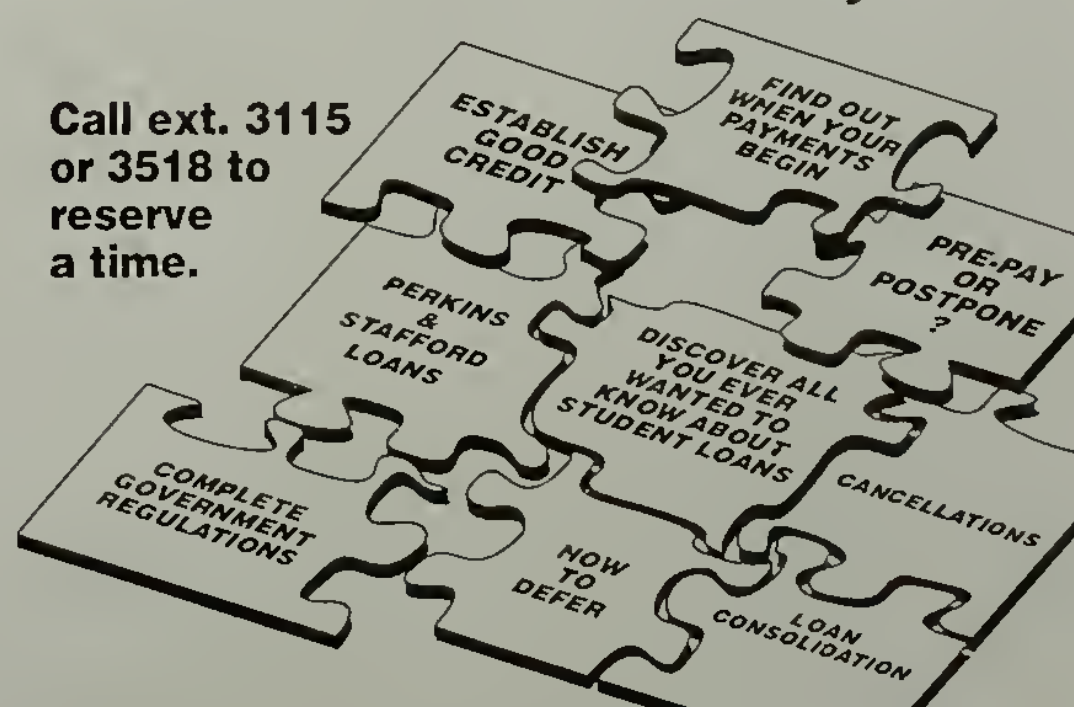 Call ext. 3115
or 3518 to
reserve
a time.
ESTABLISH
GOOD
CREDIT
FIND OUT
WHEN YOUR
PAYMENTS
BEGIN
PRE-PAY
OR
POSTPONE
?
PERKINS
&
STAFFORD
LOANS
DISCOVER ALL
YOU EVER
WANTED TO
KNOW ABOUT
STUDENT LOANS
CANCELLATIONS
COMPLETE
GOVERNMENT
REGULATIONS
HOW
TO
DEFER
LOAN
CONSOLIDATION